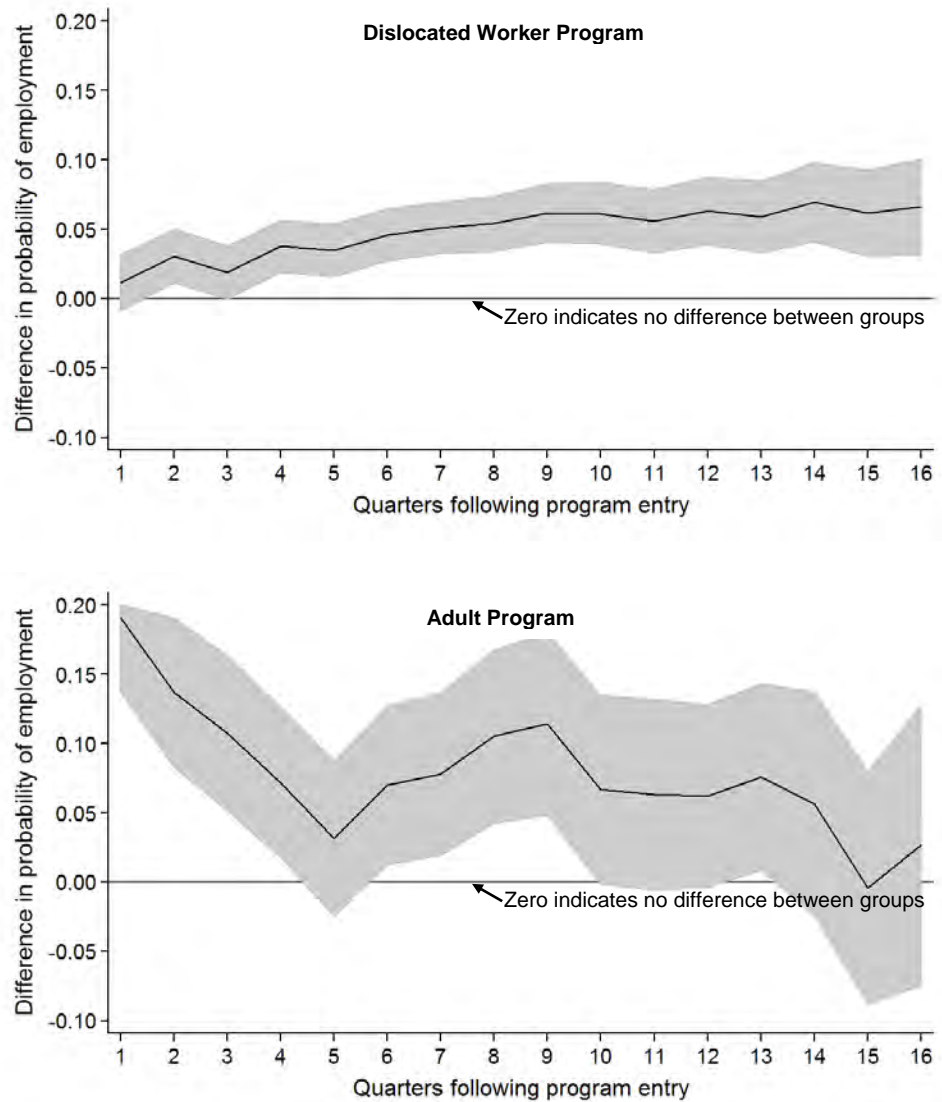 Dislocated Worker Program
Difference in probability of employment
0.20
0.15
0.10
0.05
0.00
-0.05
-0.10
Zero indicates no difference between groups
1 2 3 4 5 6 7 8 9 10 11 12 13 14 15 16
Quarters following program entry
Adult Program
Difference in probability of employment
0.20
0.15
0.10
0.05
0.00
-0.05
-0.10
Zero indicates no difference between groups
1 2 3 4 5 6 7 8 9 10 11 12 13 14 15 16
Quarters following program entry